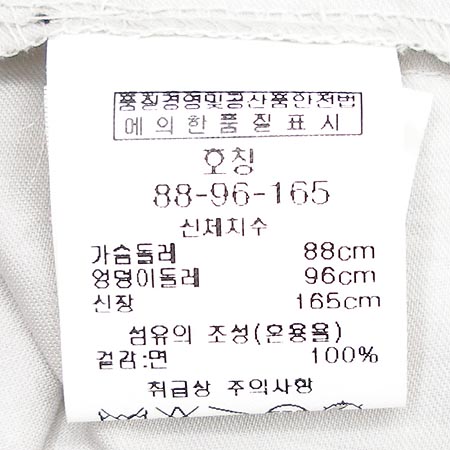 품질경영및공산품안전법
에 의 한 품 질 표 시
호칭
88-96-165
신체치수
가슴둘레 88cm
엉덩이둘레 96cm
신장 165cm
섬유의 조성(혼용율)
겉감:면 100%
취급상 주의사항